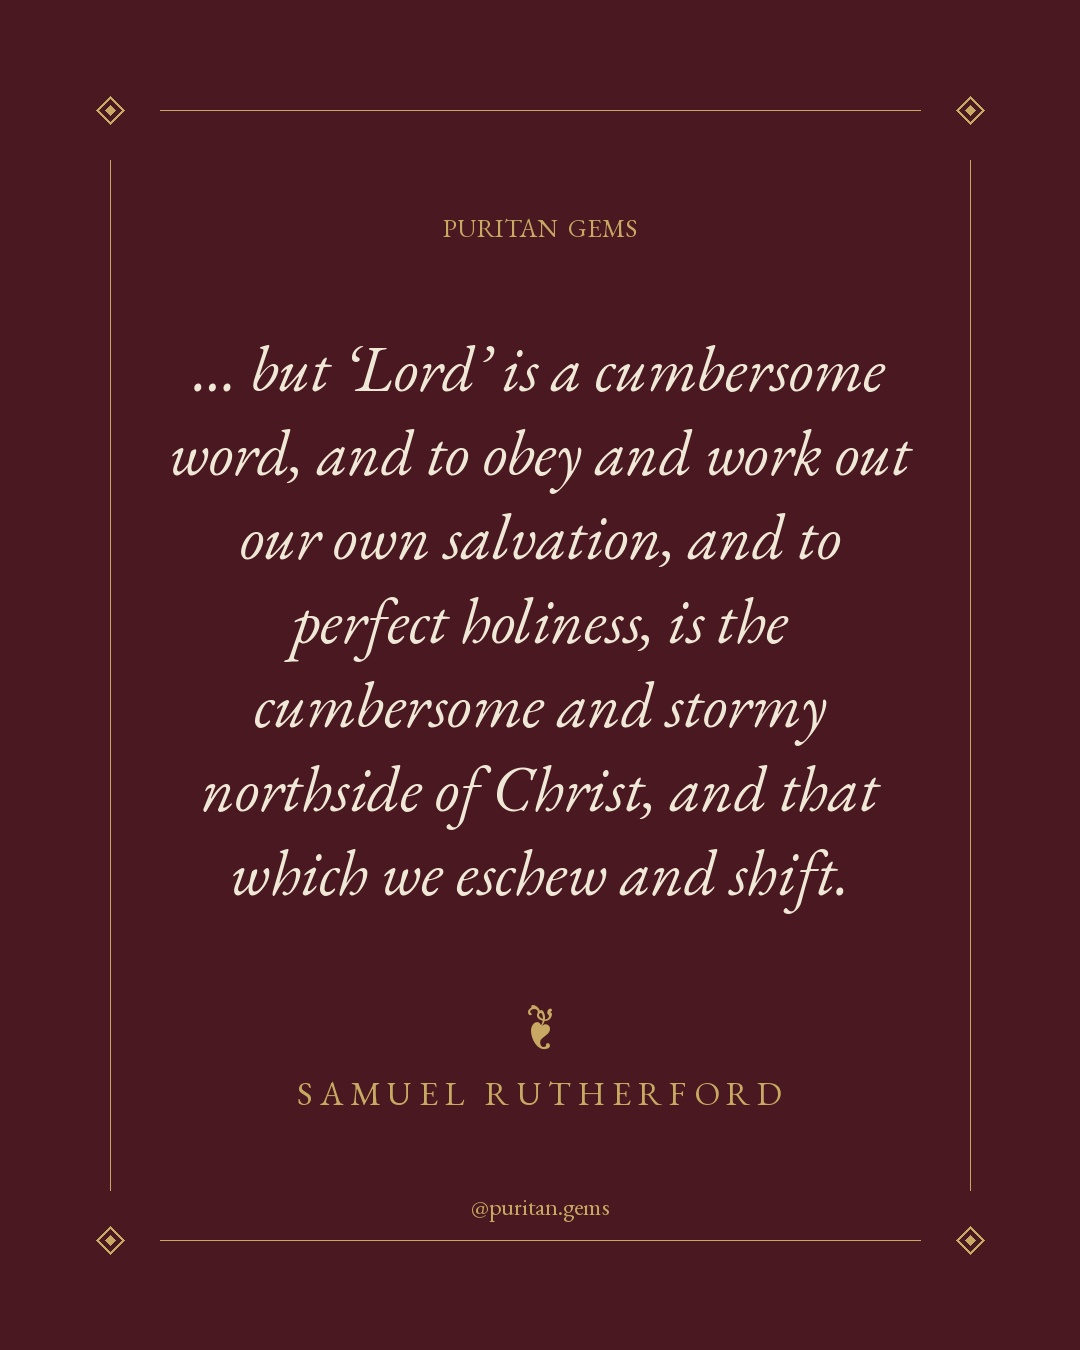 PURITAN GEMS
... but ‘Lord’ is a cumbersome
word, and to obey and work out
our own salvation, and to
perfect holiness, is the
cumbersome and stormy
northside of Christ, and that
which we eschew and shift.
❦
SAMUEL RUTHERFORD
@puritan.gems